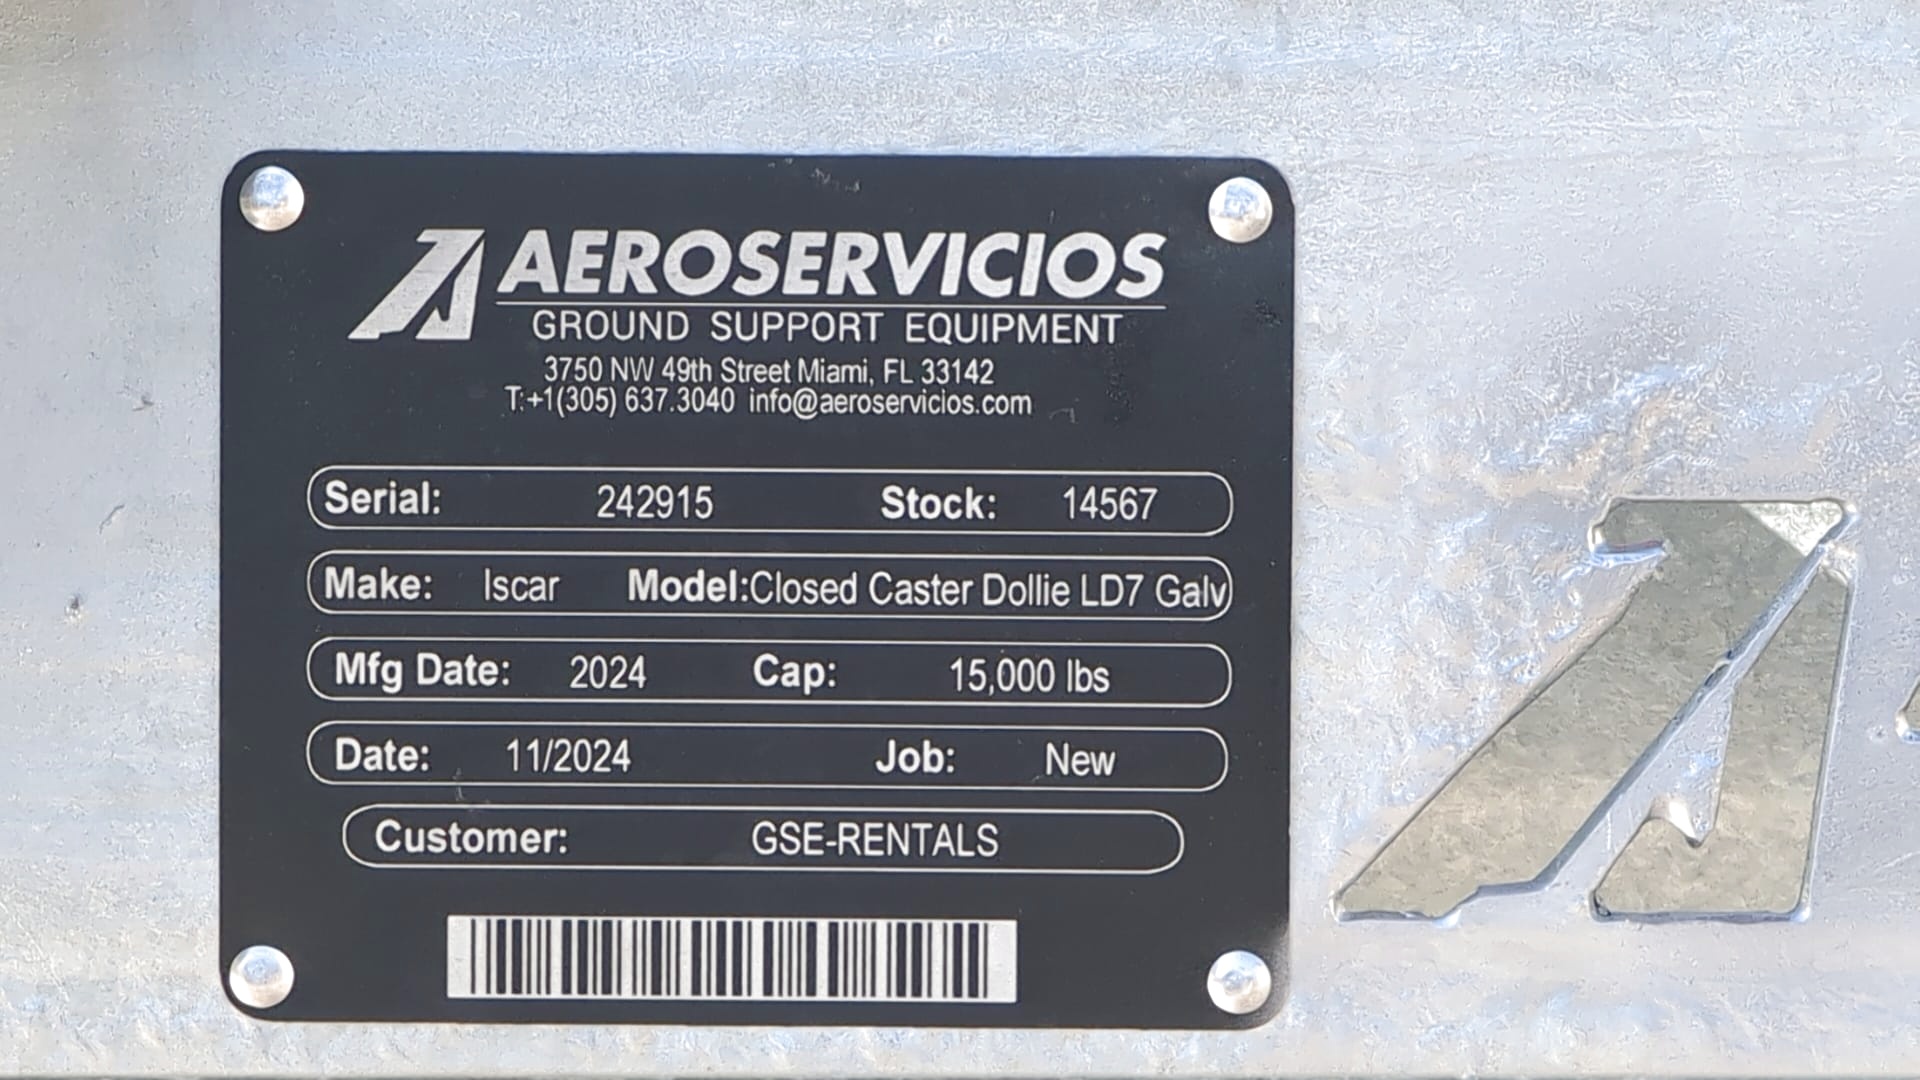 AEROSERVICIOS
GROUND SUPPORT EQUIPMENT
3750 NW 49th Street Miami, FL 33142
T:+1(305) 637.3040 info@aeroservicios.com
Serial: 242915 Stock: 14567
Make: Iscar Model:Closed Caster Dollie LD7 Galv
Mfg Date: 2024 Cap: 15,000 lbs
Date: 11/2024 Job: New
Customer: GSE-RENTALS